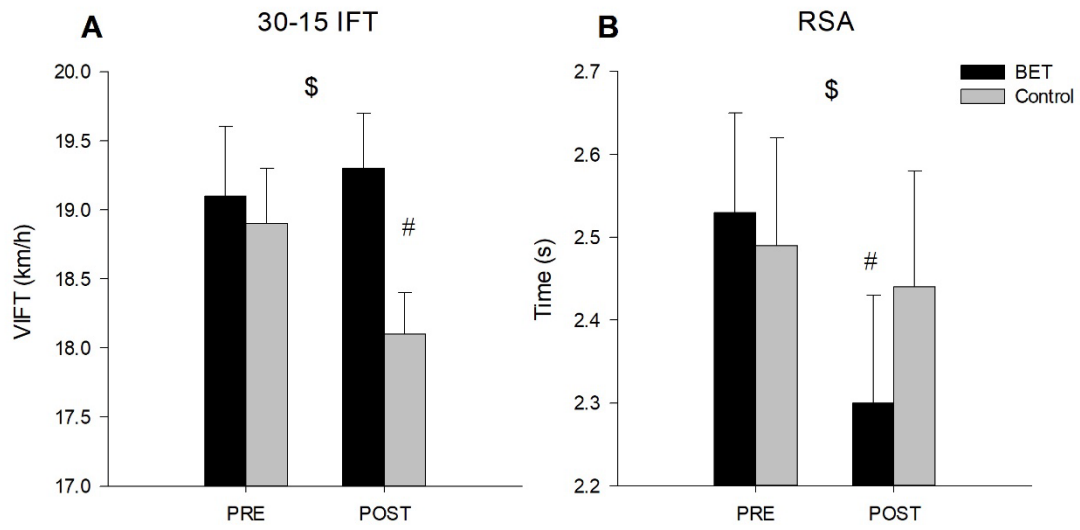 A 30-15 IFT
VIFT (km/h)
20.0
19.5
19.0
18.5
18.0
17.5
17.0
$
#
PRE POST
B RSA
Time (s)
2.7
2.6
2.5
2.4
2.3
2.2
$
#
PRE POST
BET
Control